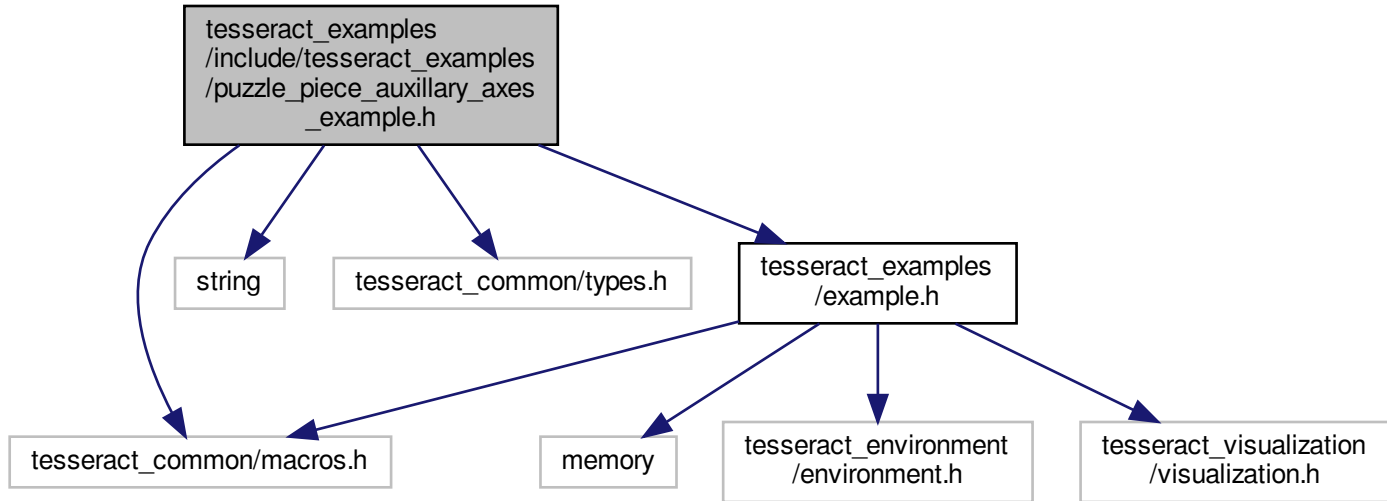 tesseract_examples
/include/tesseract_examples
/puzzle_piece_auxillary_axes
_example.h
string
tesseract_common/types.h
tesseract_examples
/example.h
tesseract_common/macros.h
memory
tesseract_environment
/environment.h
tesseract_visualization
/visualization.h